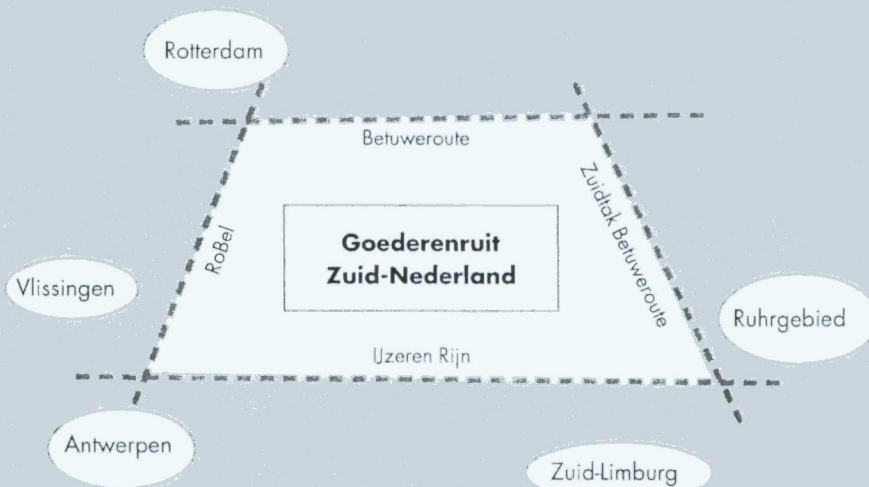 Rotterdam
Betuweroute
Zuidtak Betuweroute
RoBel
Goederenruit
Zuid-Nederland
Vlissingen
Ruhrgebied
IJzeren Rijn
Antwerpen
Zuid-Limburg